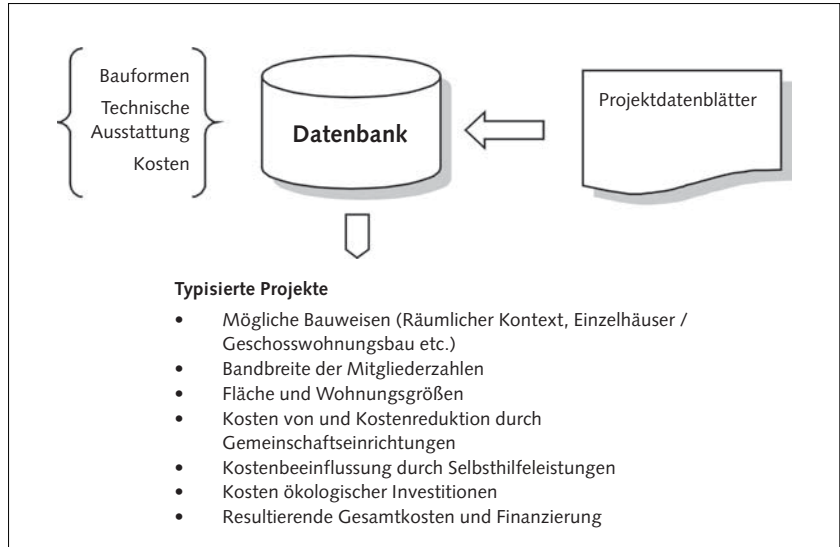 Bauformen
Technische
Ausstattung
Kosten
Datenbank
Projektdatenblätter
Typisierte Projekte
• Mögliche Bauweisen (Räumlicher Kontext, Einzelhäuser /
Geschosswohnungsbau etc.)
• Bandbreite der Mitgliederzahlen
• Fläche und Wohnungsgrößen
• Kosten von und Kostenreduktion durch
Gemeinschaftseinrichtungen
• Kostenbeeinflussung durch Selbsthilfeleistungen
• Kosten ökologischer Investitionen
• Resultierende Gesamtkosten und Finanzierung